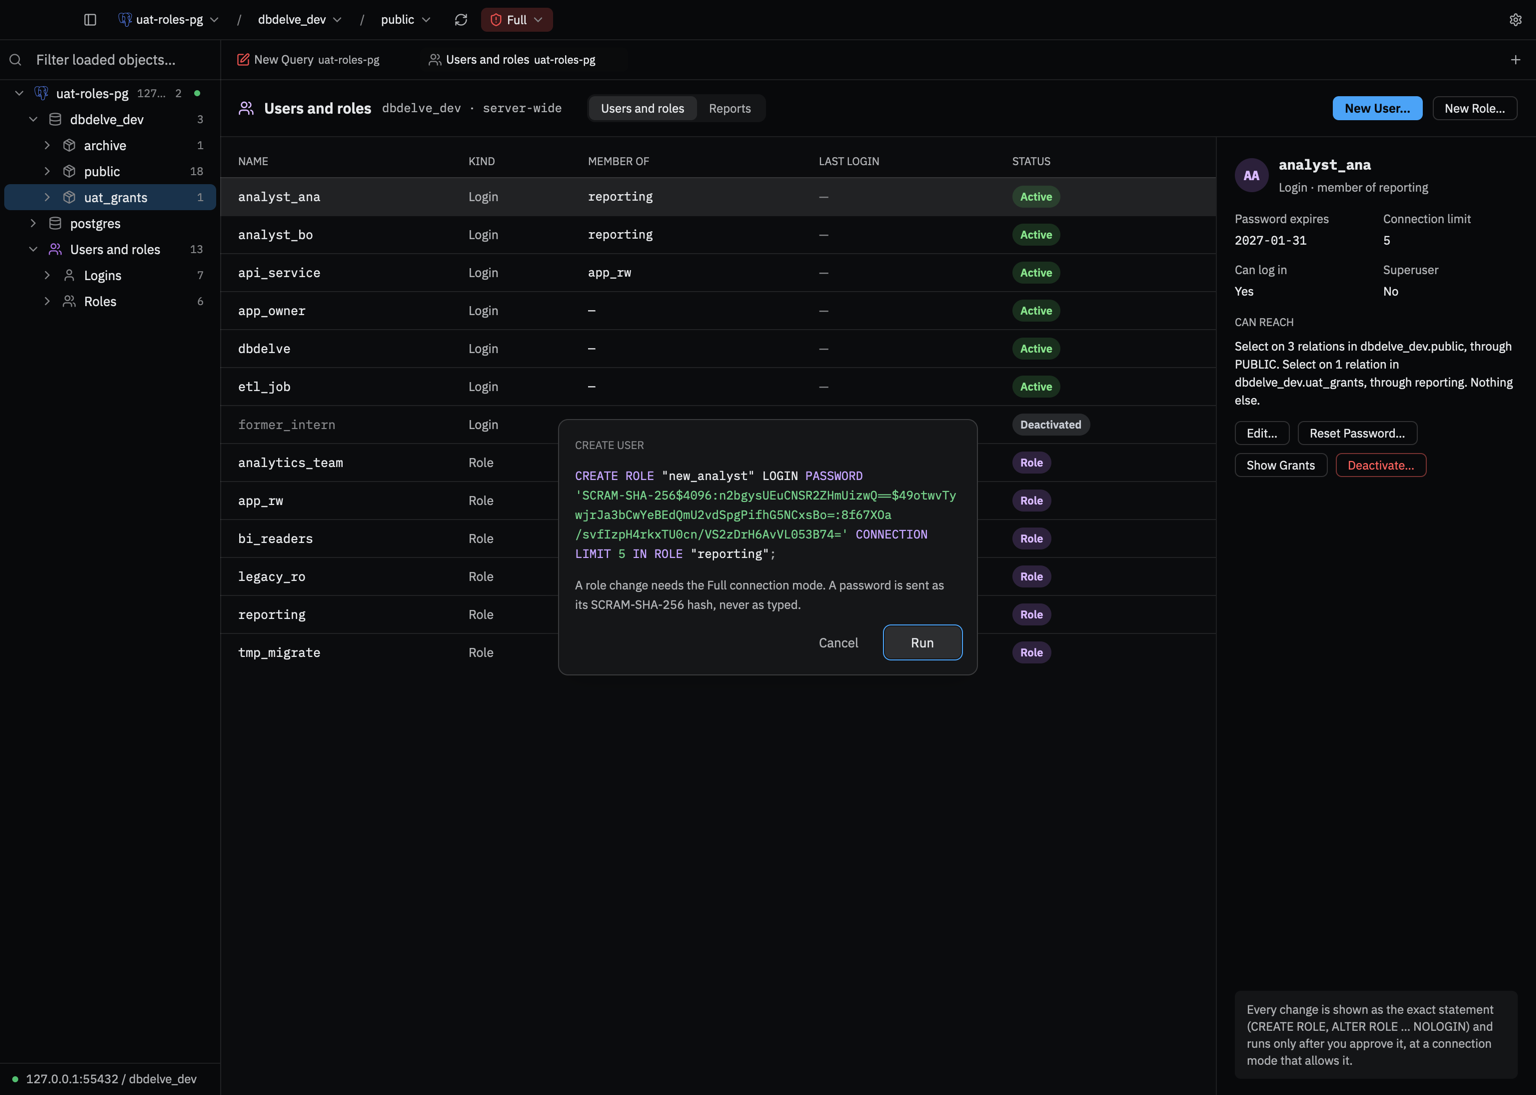 uat-roles-pg / dbdelve_dev / public Full
Filter loaded objects...
New Query uat-roles-pg
Users and roles uat-roles-pg
uat-roles-pg 127... 2
dbdelve_dev 3
archive 1
public 18
uat_grants 1
postgres
Users and roles 13
Logins 7
Roles 6
127.0.0.1:55432 / dbdelve_dev
Users and roles dbdelve_dev · server-wide
Users and roles Reports
New User... New Role...
NAME KIND MEMBER OF LAST LOGIN STATUS
analyst_ana Login reporting — Active
analyst_bo Login reporting — Active
api_service Login app_rw — Active
app_owner Login — — Active
dbdelve Login — — Active
etl_job Login — — Active
former_intern Login Deactivated
analytics_team Role Role
app_rw Role Role
bi_readers Role Role
legacy_ro Role Role
reporting Role Role
tmp_migrate Role Role
CREATE USER
CREATE ROLE "new_analyst" LOGIN PASSWORD
'SCRAM-SHA-256$4096:n2bgysUEuCNSR2ZHmUizwQ==$49otwvTy
wjrJa3bCwYeBEdQmU2vdSpgPifhG5NCxsBo=:8f67XOa
/svfIzpH4rkxTU0cn/VS2zDrH6AvVL053B74=' CONNECTION
LIMIT 5 IN ROLE "reporting";
A role change needs the Full connection mode. A password is sent as
its SCRAM-SHA-256 hash, never as typed.
Cancel Run
AA
analyst_ana
Login · member of reporting
Password expires Connection limit
2027-01-31 5
Can log in Superuser
Yes No
CAN REACH
Select on 3 relations in dbdelve_dev.public, through
PUBLIC. Select on 1 relation in
dbdelve_dev.uat_grants, through reporting. Nothing
else.
Edit... Reset Password...
Show Grants Deactivate...
Every change is shown as the exact statement
(CREATE ROLE, ALTER ROLE ... NOLOGIN) and
runs only after you approve it, at a connection
mode that allows it.